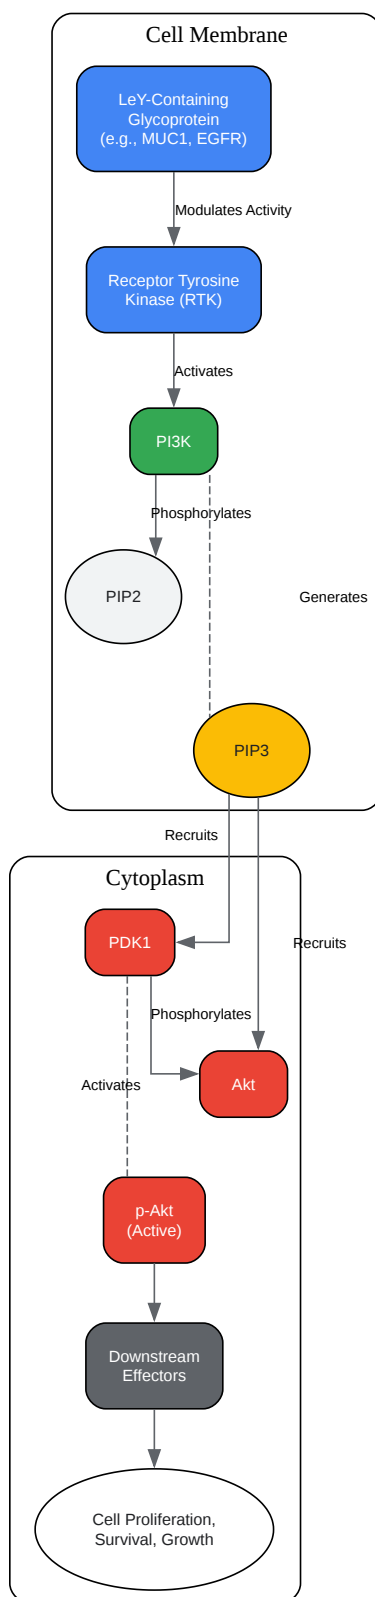 Cell Membrane
LeY-Containing
Glycoprotein
(e.g., MUC1, EGFR)
Modulates Activity
Receptor Tyrosine
Kinase (RTK)
Activates
PI3K
Phosphorylates
PIP2
Generates
PIP3
Recruits
Cytoplasm
PDK1
Recruits
Phosphorylates
Akt
Activates
p-Akt
(Active)
Downstream
Effectors
Cell Proliferation,
Survival, Growth